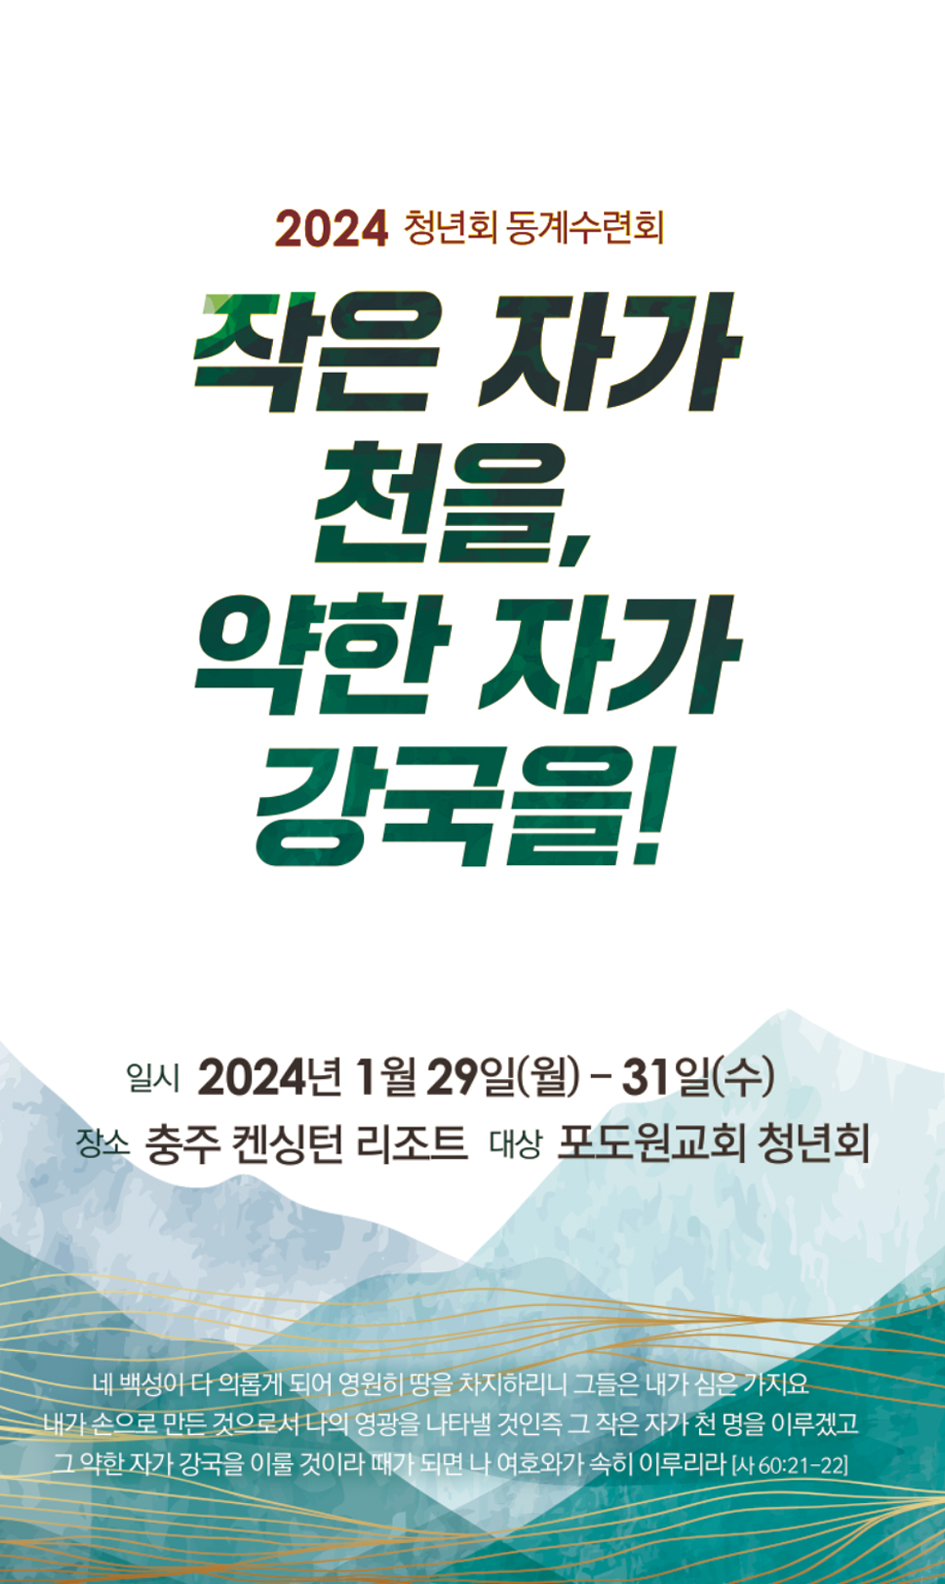 2024 청년회 동계수련회
작은 자가
천을,
약한 자가
강국을!
일시 2024년 1월 29일(월) – 31일(수)
장소 충주 켄싱턴 리조트 대상 포도원교회 청년회
네 백성이 다 의롭게 되어 영원히 땅을 차지하리니 그들은 내가 심은 가지요
내가 손으로 만든 것으로서 나의 영광을 나타낼 것인즉 그 작은 자가 천 명을 이루겠고
그 약한 자가 강국을 이룰 것이라 때가 되면 나 여호와가 속히 이루리라 [사 60:21-22]